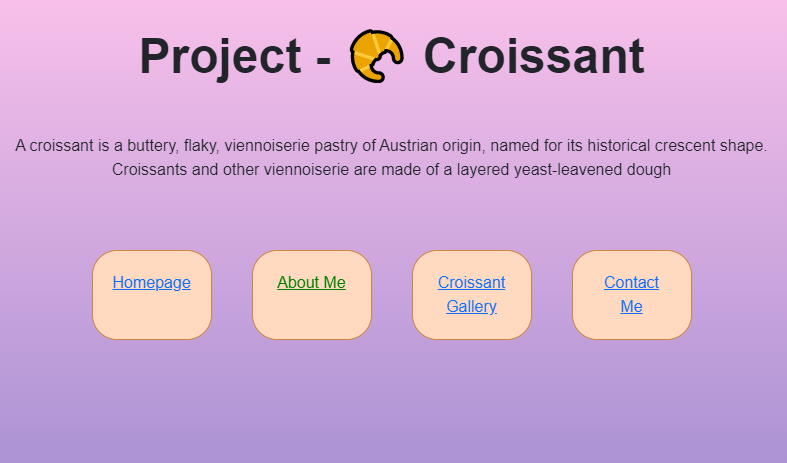 Project - Croissant
A croissant is a buttery, flaky, viennoiserie pastry of Austrian origin, named for its historical crescent shape.
Croissants and other viennoiserie are made of a layered yeast-leavened dough
Homepage
About Me
Croissant
Gallery
Contact
Me